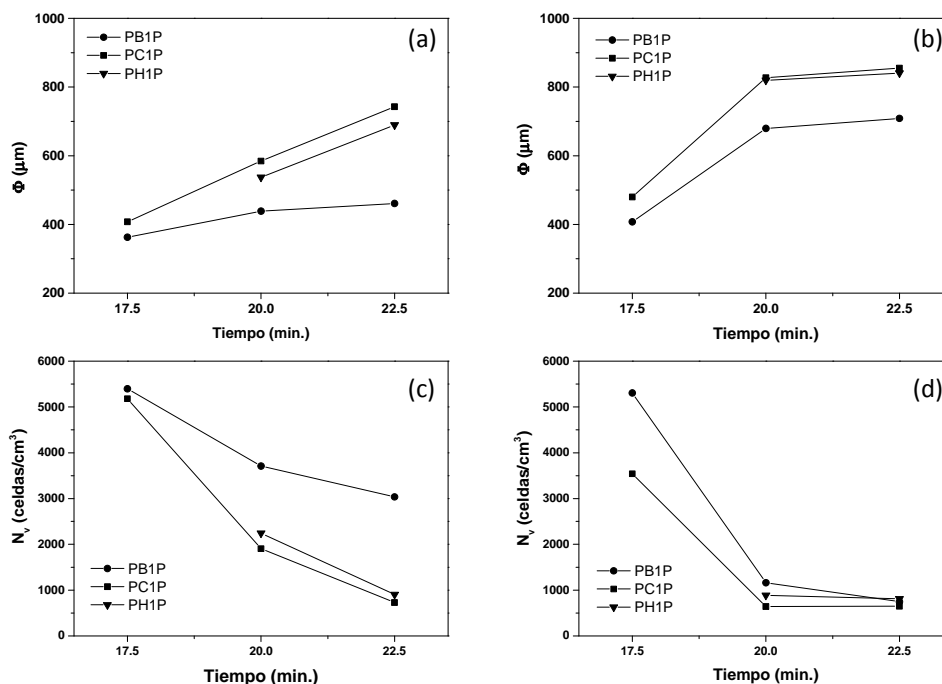 1000
800
600
400
200
Φ (μm)
PB1P
PC1P
PH1P
(a)
17.5
20.0
22.5
Tiempo (min.)
1000
800
600
400
200
Φ (μm)
PB1P
PC1P
PH1P
(b)
17.5
20.0
22.5
Tiempo (min.)
6000
5000
4000
3000
2000
1000
0
Nv (celdas/cm³)
(c)
PB1P
PC1P
PH1P
17.5
20.0
22.5
Tiempo (min.)
6000
5000
4000
3000
2000
1000
0
Nv (celdas/cm³)
(d)
PB1P
PC1P
PH1P
17.5
20.0
22.5
Tiempo (min.)